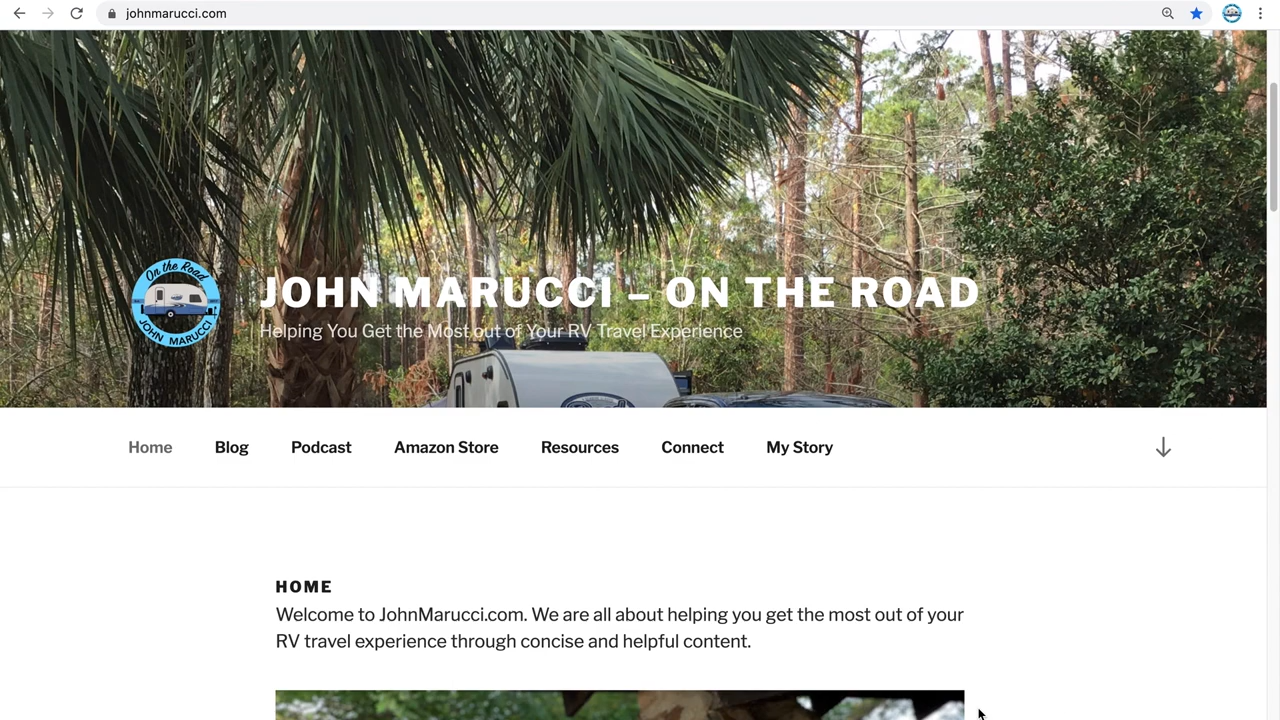 johnmarucci.com
On the Road
JOHN MARUCCI
JOHN MARUCCI – ON THE ROAD
Helping You Get the Most out of Your RV Travel Experience
Home Blog Podcast Amazon Store Resources Connect My Story
HOME
Welcome to JohnMarucci.com. We are all about helping you get the most out of your
RV travel experience through concise and helpful content.